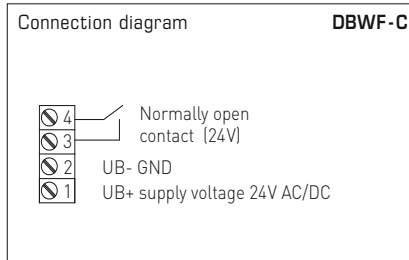 Connection diagram DBWF-C
4 Normally open
3 contact (24V)
2 UB- GND
1 UB+ supply voltage 24V AC/DC